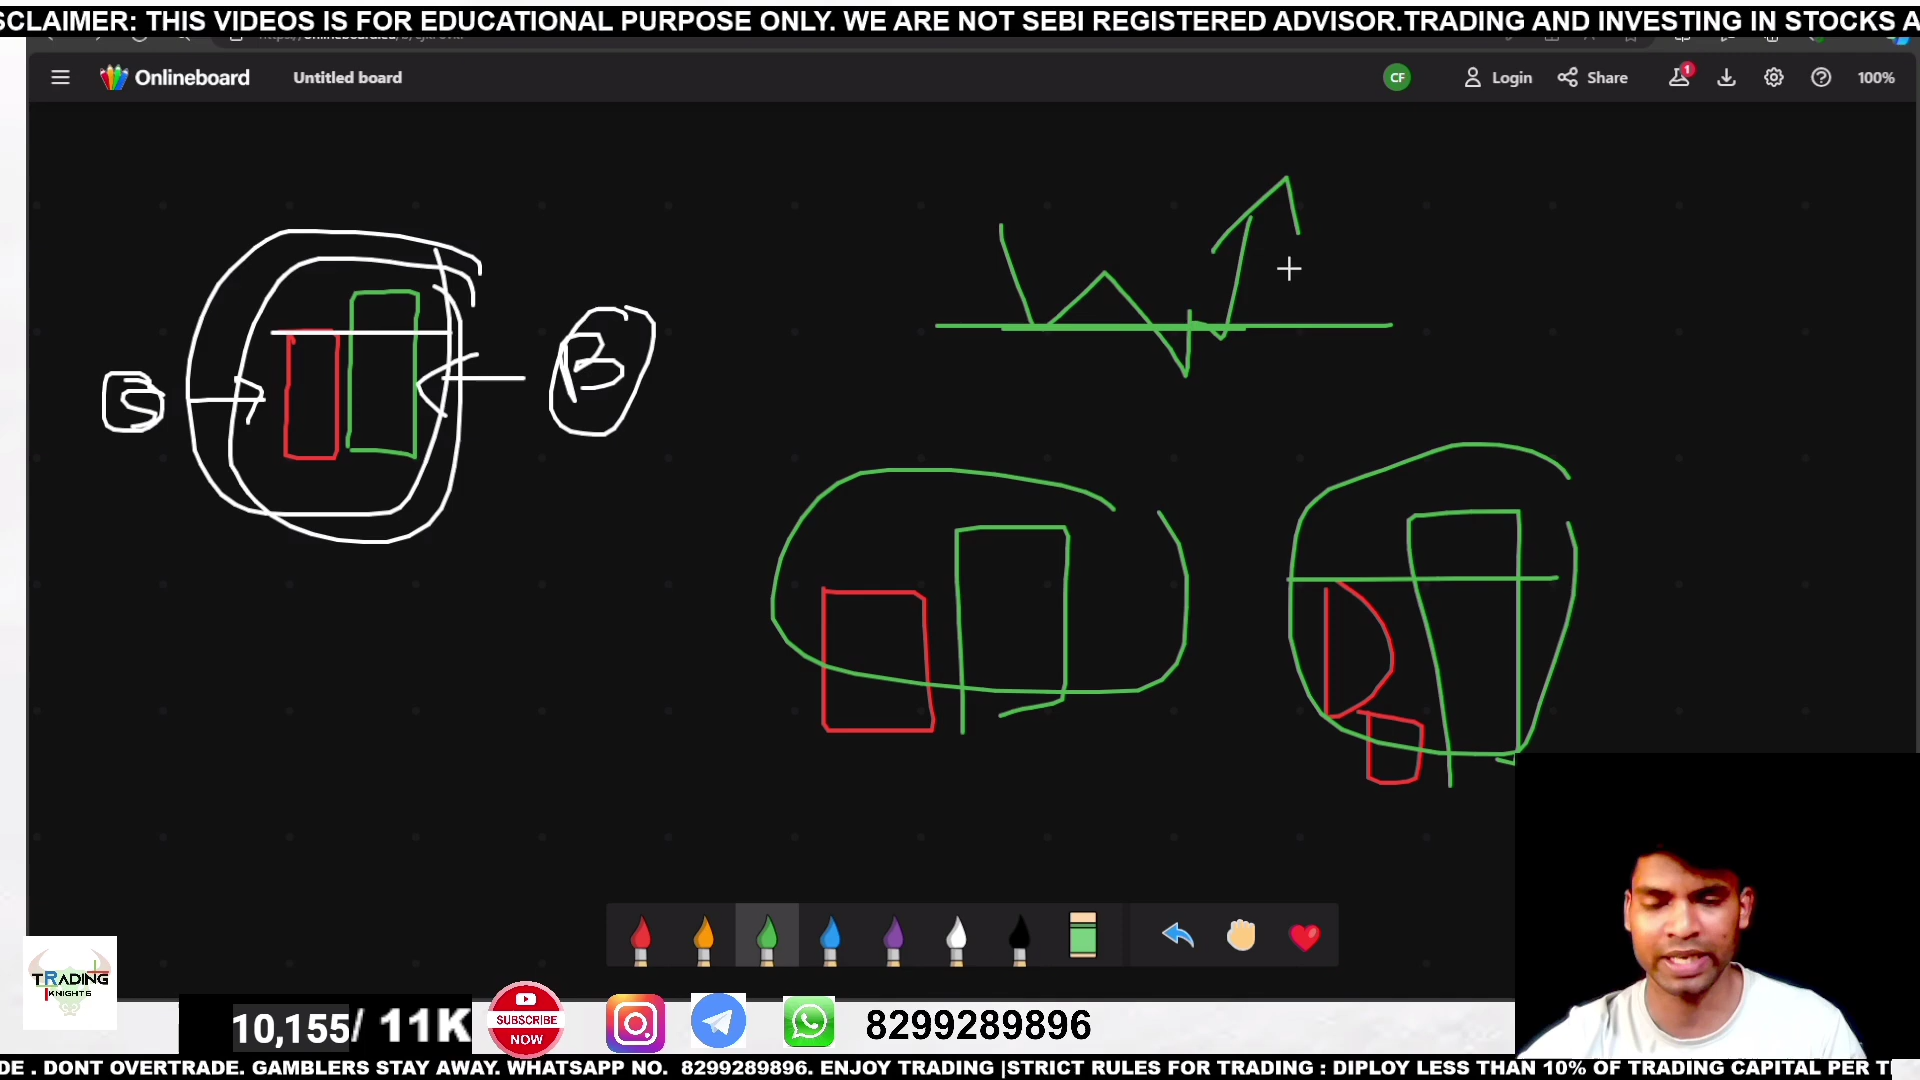 SCLAIMER: THIS VIDEOS IS FOR EDUCATIONAL PURPOSE ONLY. WE ARE NOT SEBI REGISTERED ADVISOR.TRADING AND INVESTING IN STOCKS A
Onlineboard
Untitled board
CF
Login
Share
1
100%
S
B
TRADING
KNIGHTS
10,155/ 11K
SUBSCRIBE
NOW
8299289896
DE . DONT OVERTRADE. GAMBLERS STAY AWAY. WHATSAPP NO. 8299289896. ENJOY TRADING |STRICT RULES FOR TRADING : DIPLOY LESS THAN 10% OF TRADING CAPITAL PER T